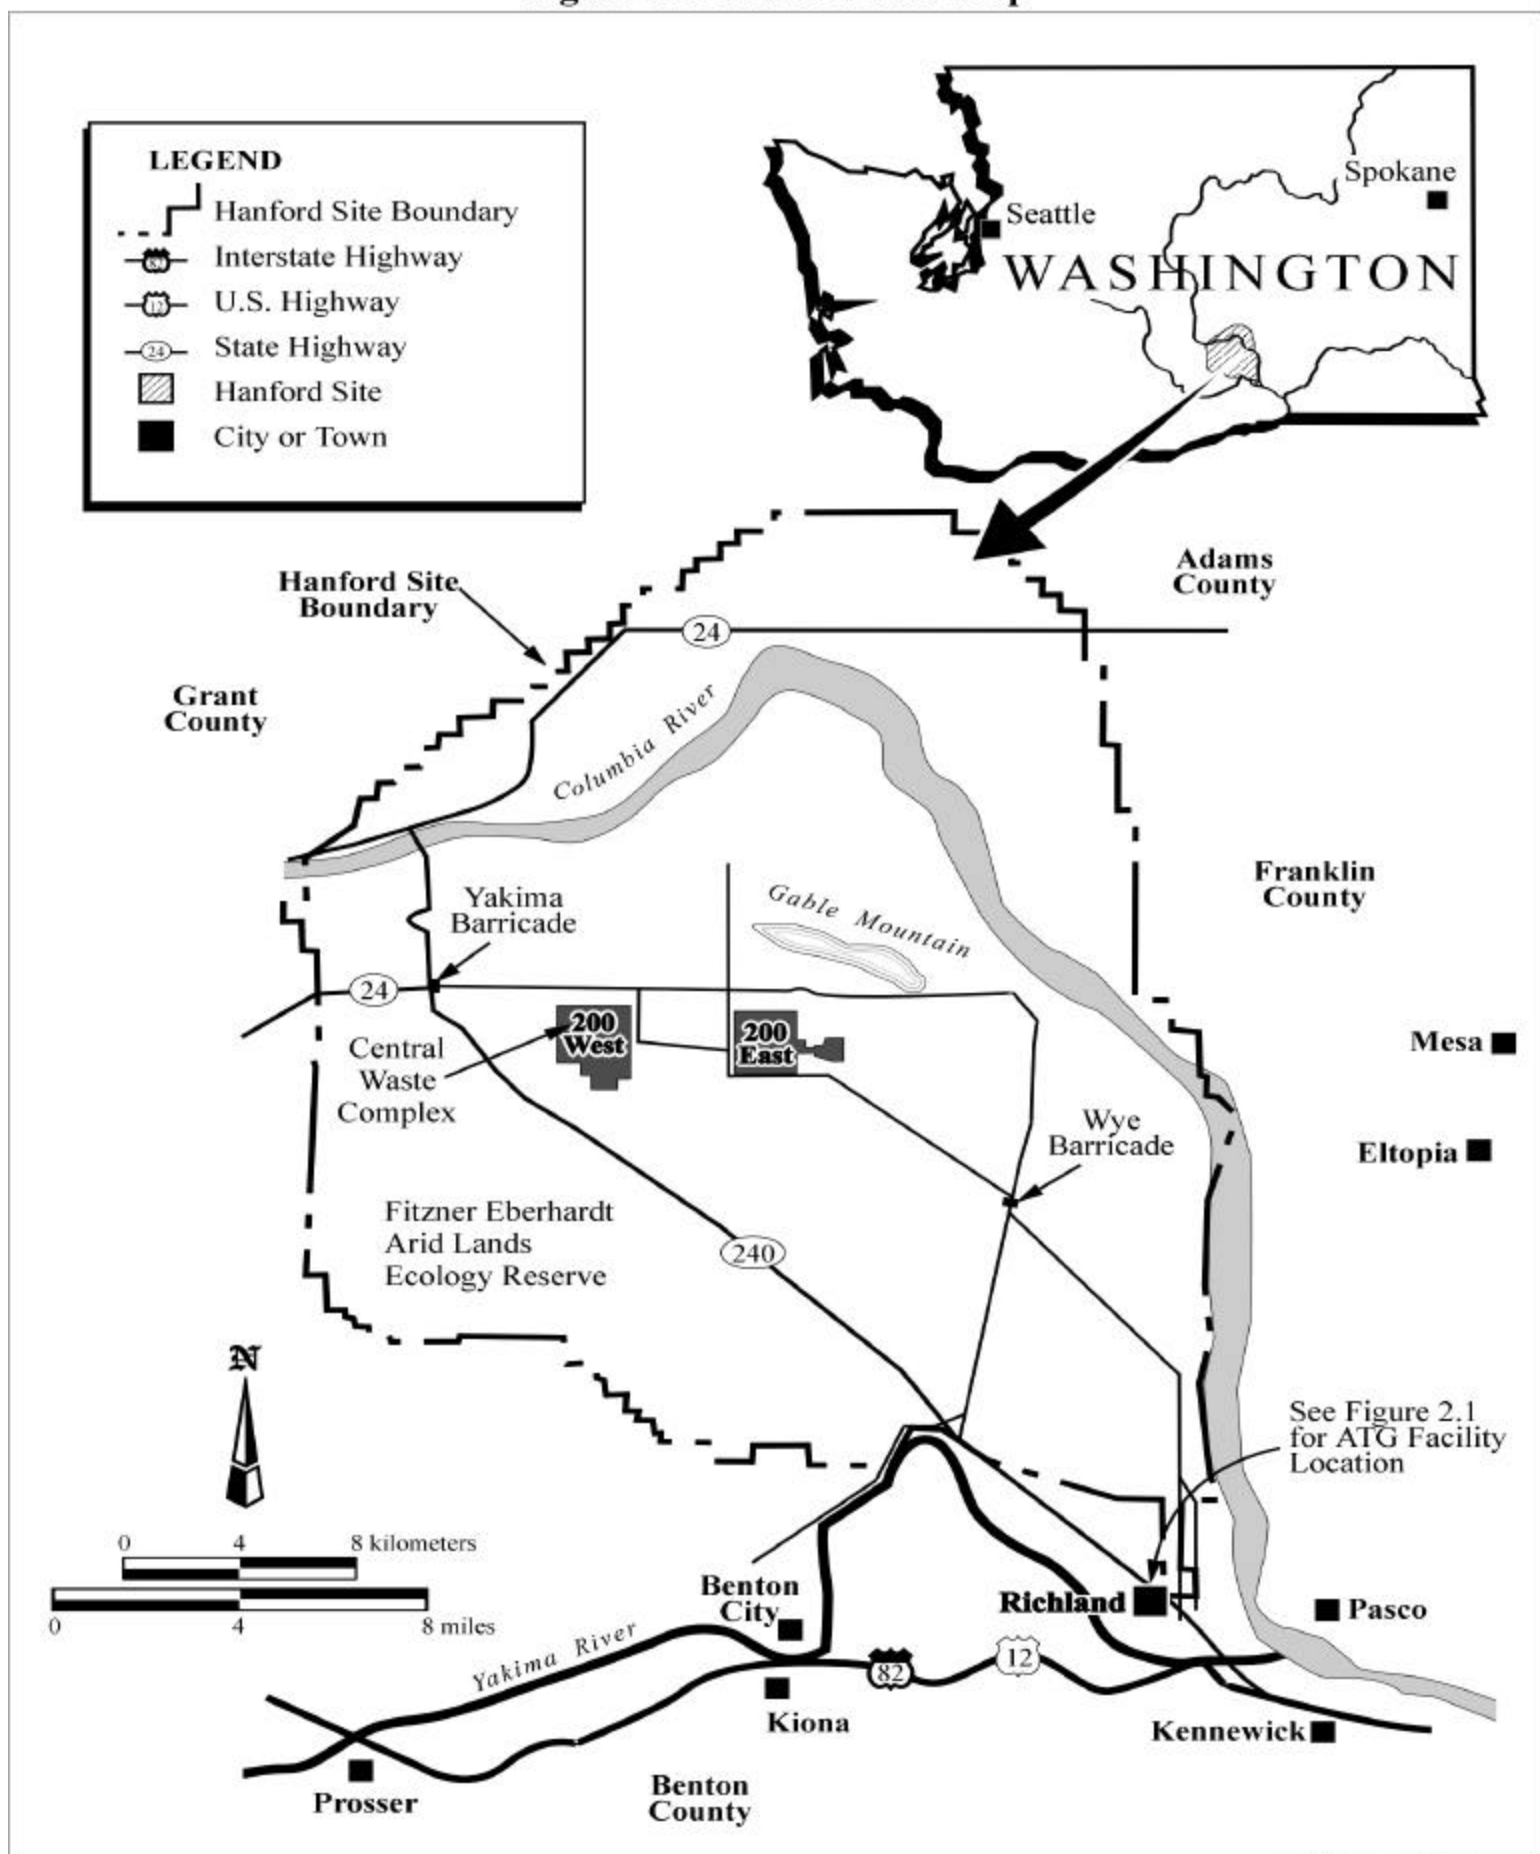 LEGEND
Hanford Site Boundary
82
Interstate Highway
12
U.S. Highway
24
State Highway
Hanford Site
City or Town
Spokane
Seattle
WASHINGTON
Adams
County
Hanford Site
Boundary
24
Grant
County
Columbia River
Franklin
County
Yakima
Barricade
Gable Mountain
24
200
West
200
East
Central
Waste
Complex
Mesa
Wye
Barricade
Eltopia
Fitzner Eberhardt
Arid Lands
Ecology Reserve
240
N
See Figure 2.1
for ATG Facility
Location
0 4 8 kilometers
0 4 8 miles
Benton
City
Richland
Pasco
Yakima River
82
12
Kiona
Kennewick
Prosser
Benton
County